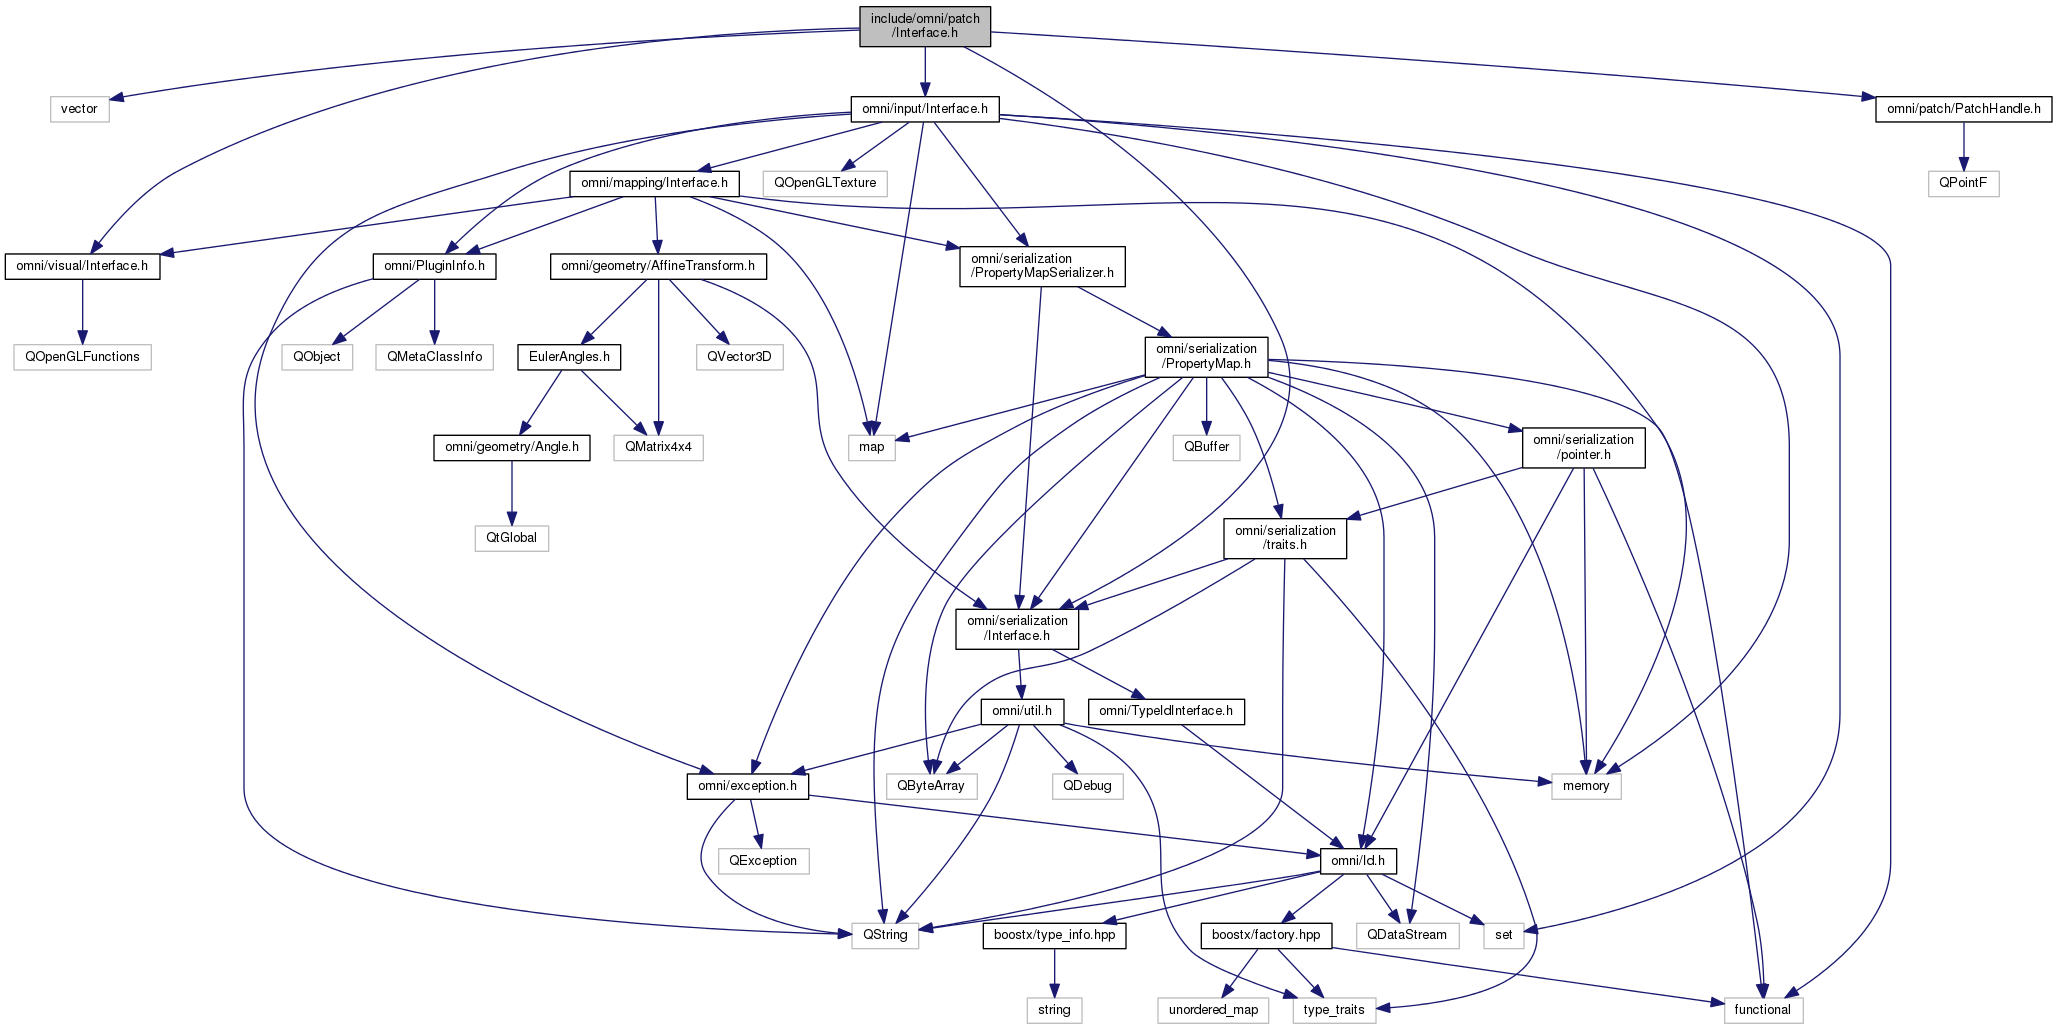 include/omni/patch
/Interface.h
vector
omni/input/Interface.h
omni/patch/PatchHandle.h
omni/mapping/Interface.h
QOpenGLTexture
QPointF
omni/visual/Interface.h
omni/PluginInfo.h
omni/geometry/AffineTransform.h
omni/serialization
/PropertyMapSerializer.h
QOpenGLFunctions
QObject
QMetaClassInfo
EulerAngles.h
QVector3D
omni/serialization
/PropertyMap.h
omni/geometry/Angle.h
QMatrix4x4
map
QBuffer
omni/serialization
/pointer.h
QtGlobal
omni/serialization
/traits.h
omni/serialization
/Interface.h
omni/util.h
omni/TypeIdInterface.h
omni/exception.h
QByteArray
QDebug
memory
QException
omni/Id.h
QString
boostx/type_info.hpp
boostx/factory.hpp
QDataStream
set
string
unordered_map
type_traits
functional